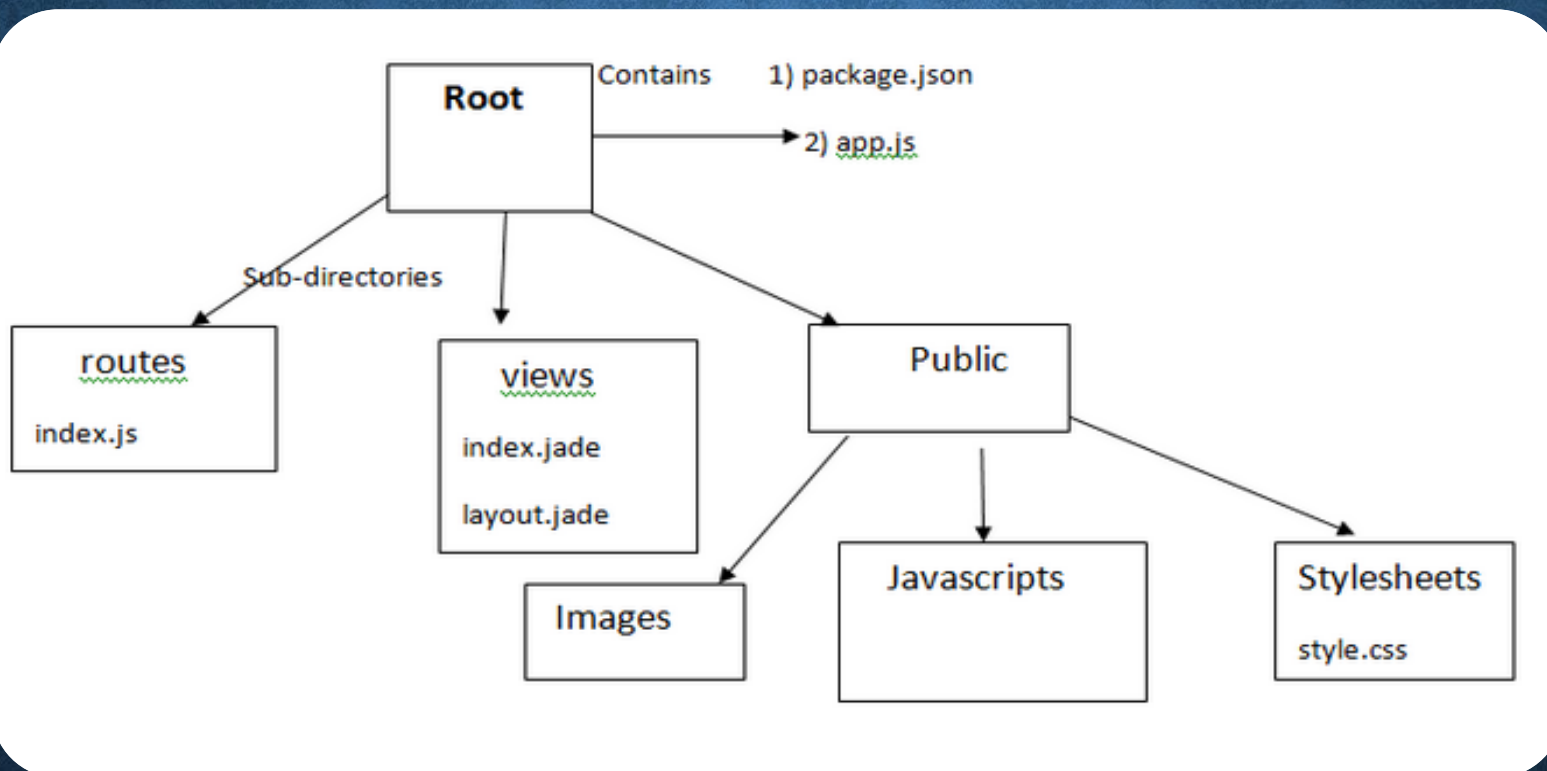 Root
Contains 1) package.json
2) app.js
Sub-directories
routes
index.js
views
index.jade
layout.jade
Public
Images
Javascripts
Stylesheets
style.css